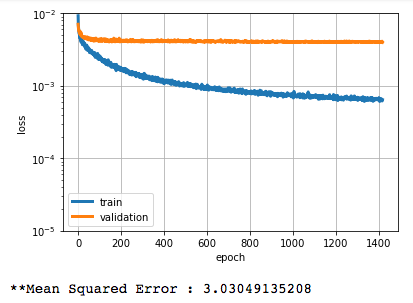 10^-2
10^-3
10^-4
10^-5
loss
train
validation
0 200 400 600 800 1000 1200 1400
epoch
**Mean Squared Error : 3.03049135208